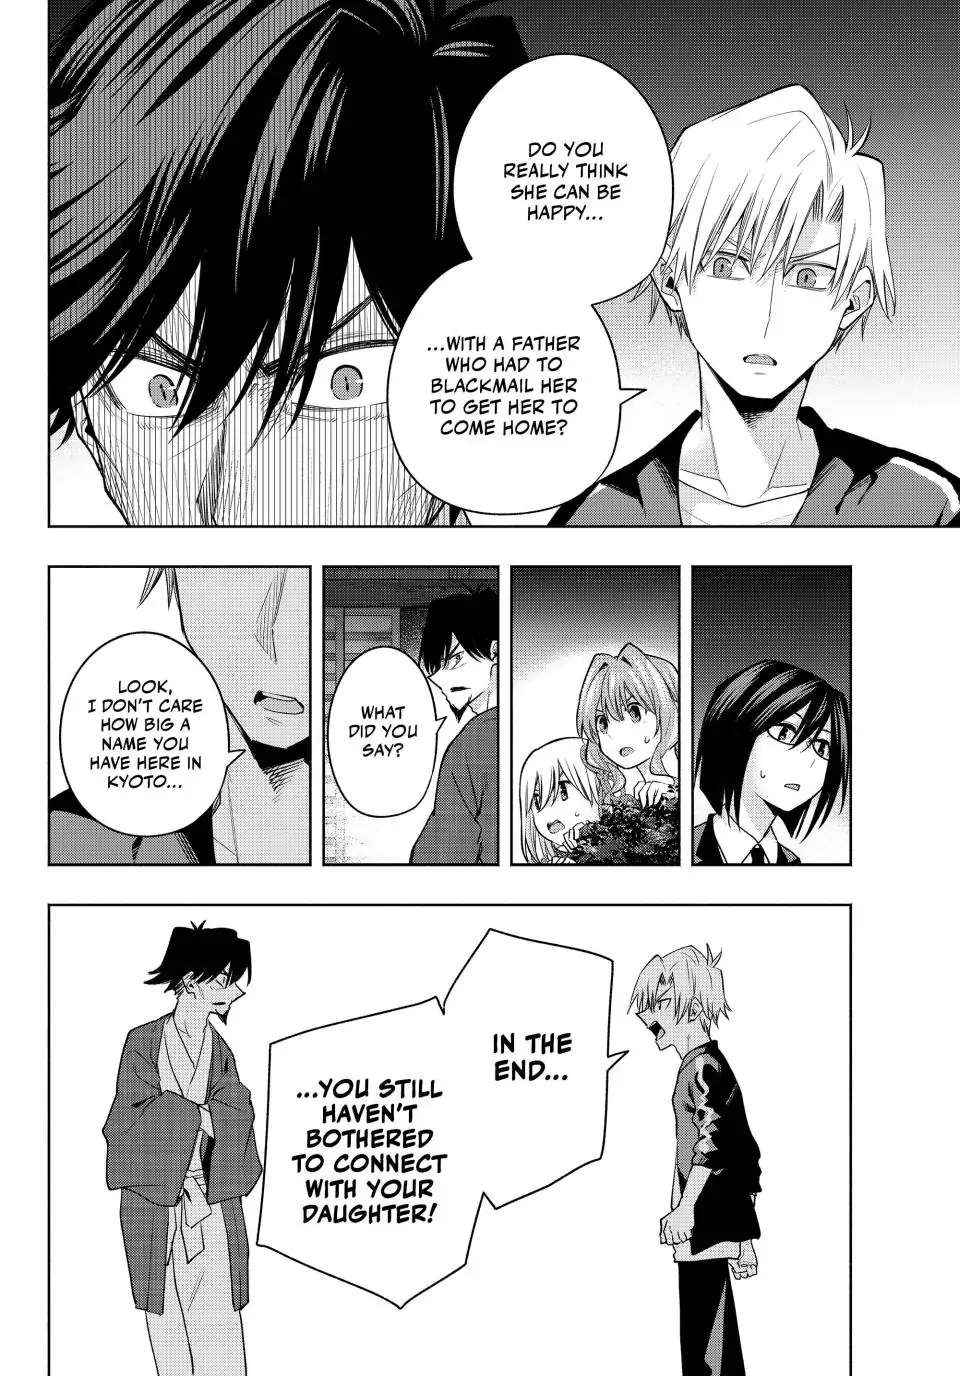 DO YOU
REALLY THINK
SHE CAN BE
HAPPY...
...WITH A FATHER
WHO HAD TO
BLACKMAIL HER
TO GET HER TO
COME HOME?
WHAT
DID YOU
SAY?
LOOK,
I DON'T CARE
HOW BIG A
NAME YOU
HAVE HERE IN
KYOTO...
IN THE
END...
...YOU STILL
HAVEN'T
BOTHERED
TO CONNECT
WITH YOUR
DAUGHTER!